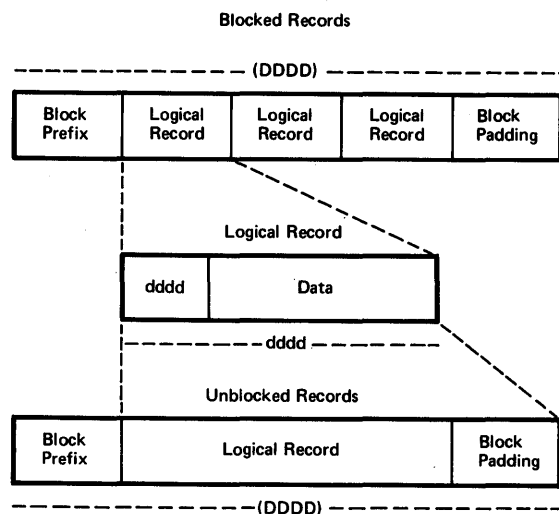 Blocked Records
(DDDD)
Block Prefix
Logical Record
Logical Record
Logical Record
Block Padding
Logical Record
dddd
Data
dddd
Unblocked Records
Block Prefix
Logical Record
Block Padding
(DDDD)